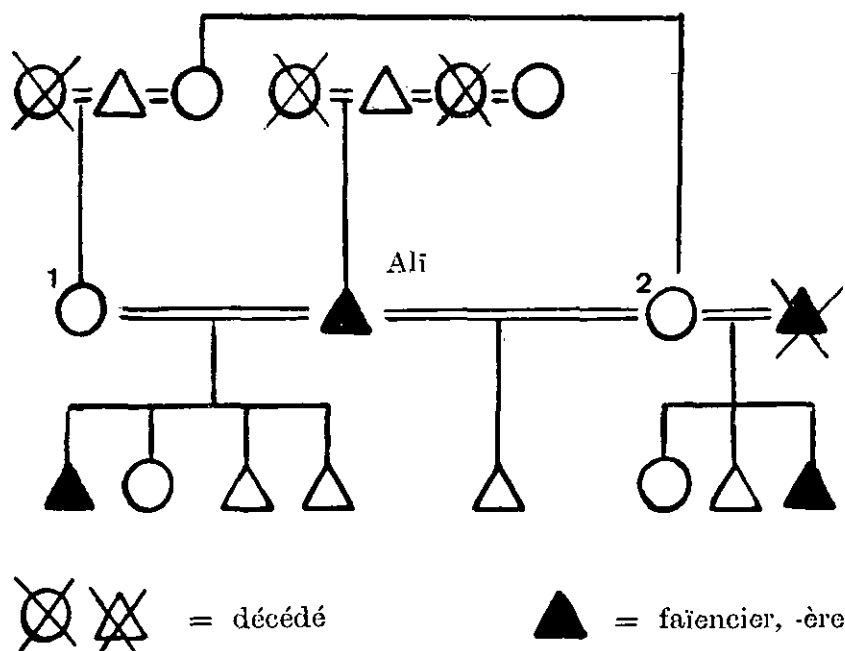 Alī
1
2
= décédé
= faïencier, -ère